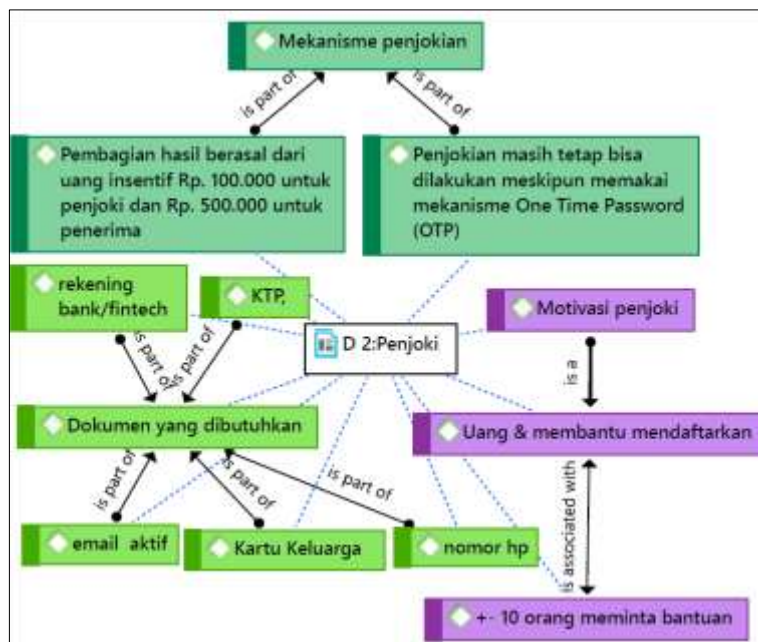 Mekanisme penjokian
is part of
is part of
Pembagian hasil berasal dari
uang insentif Rp. 100.000 untuk
penjoki dan Rp. 500.000 untuk
penerima
Penjokian masih tetap bisa
dilakukan meskipun memakai
mekanisme One Time Password
(OTP)
rekening
bank/fintech
KTP,
Motivasi penjoki
D 2:Penjoki
is part of
is part of
is a
Dokumen yang dibutuhkan
Uang & membantu mendaftarkan
is part of
is part of
is part of
is associated with
email aktif
Kartu Keluarga
nomor hp
+- 10 orang meminta bantuan